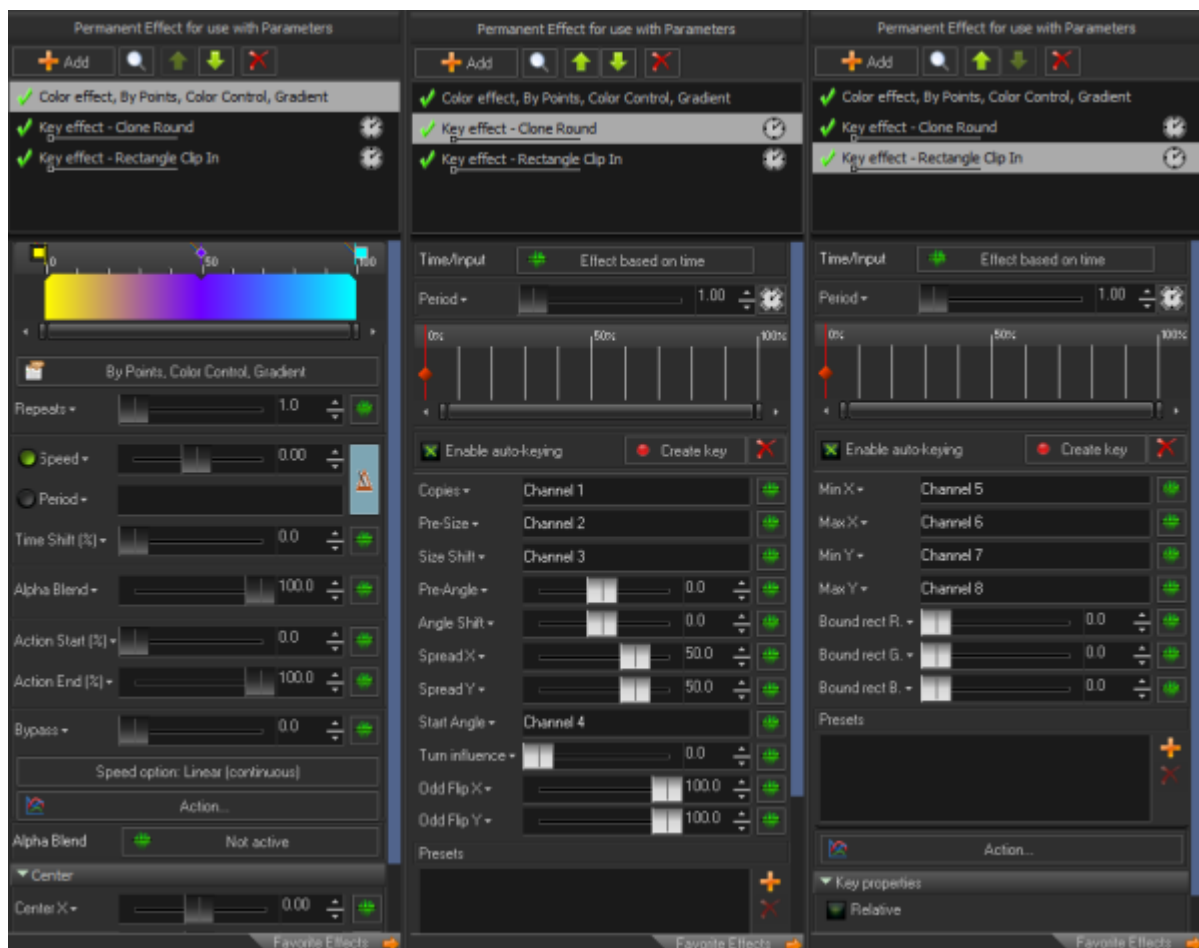 Permanent Effect for use with Parameters
Add
Color effect, By Points, Color Control, Gradient
Key effect - Clone Round
Key effect - Rectangle Clip In
0 50 100
By Points, Color Control, Gradient
Repeats 1.0
Speed 0.00
Period
Time Shift (%) 0.0
Alpha Blend 100.0
Action Start (%) 0.0
Action End (%) 100.0
Bypass 0.0
Speed option: Linear (continuous)
Action...
Alpha Blend Not active
Center
Center X 0.00
Favorite Effects
Permanent Effect for use with Parameters
Add
Color effect, By Points, Color Control, Gradient
Key effect - Clone Round
Key effect - Rectangle Clip In
Time/Input Effect based on time
Period 1.00
0% 50% 100%
Enable auto-keying Create key
Copies Channel 1
Pre-Size Channel 2
Size Shift Channel 3
Pre-Angle 0.0
Angle Shift 0.0
Spread X 50.0
Spread Y 50.0
Start Angle Channel 4
Turn influence 0.0
Odd Flip X 100.0
Odd Flip Y 100.0
Presets
Favorite Effects
Permanent Effect for use with Parameters
Add
Color effect, By Points, Color Control, Gradient
Key effect - Clone Round
Key effect - Rectangle Clip In
Time/Input Effect based on time
Period 1.00
0% 50% 100%
Enable auto-keying Create key
Min X Channel 5
Max X Channel 6
Min Y Channel 7
Max Y Channel 8
Bound rect R. 0.0
Bound rect G. 0.0
Bound rect B. 0.0
Presets
Action...
Key properties
Relative
Favorite Effects